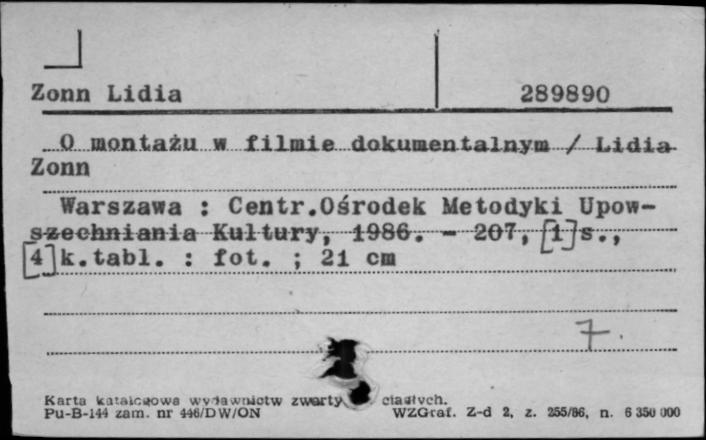 Zonn Lidia 289890
O montażu w filmie dokumentalnym / Lidia
Zonn
Warszawa : Centr.Ośrodek Metodyki Upow-
szechniania Kultury, 1986. - 207, [1]s.,
[4]k.tabl. : fot. ; 21 cm
7.
Karta katalogowa wydawnictw zwarty ciągłych.
Pu-B-144 zam. nr 446/DW/ON WZGraf. Z-d 2, z. 255/86, n. 6 350 000